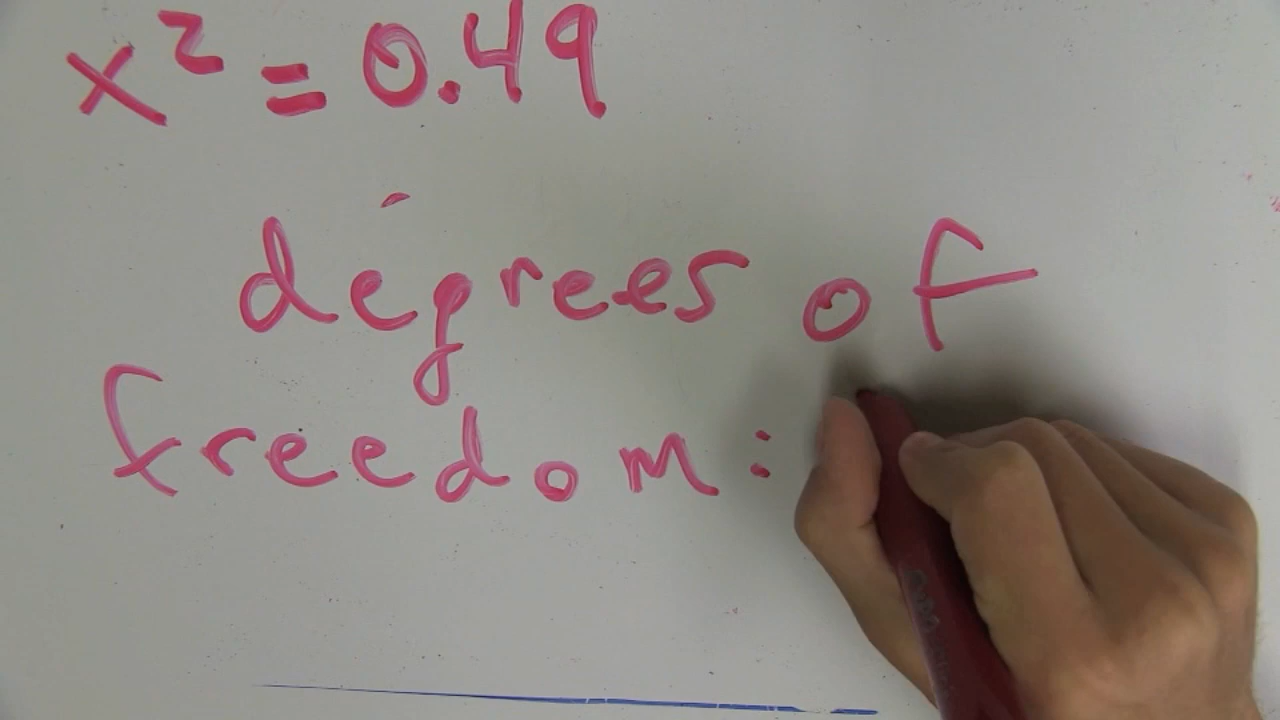 x² = 0.49
degrees of
freedom: